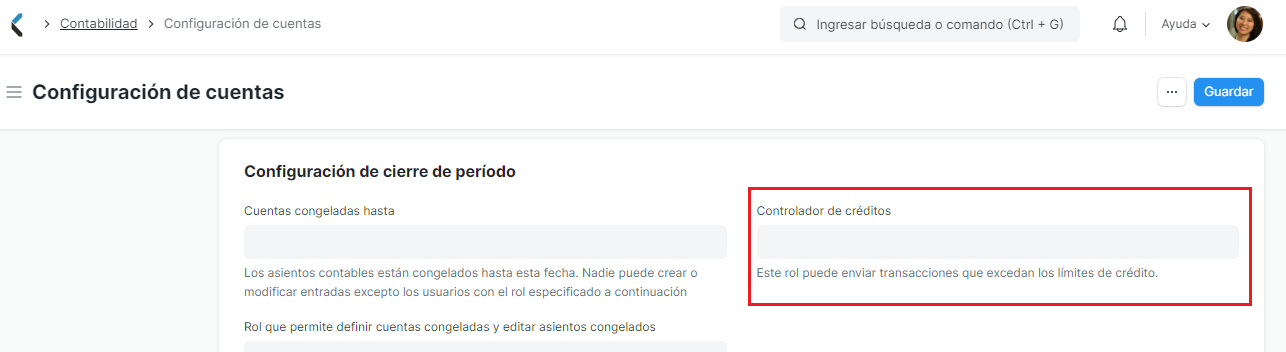 Contabilidad
Configuración de cuentas
Ingresar búsqueda o comando (Ctrl + G)
Ayuda
Configuración de cuentas
...
Guardar
Configuración de cierre de período
Cuentas congeladas hasta
Los asientos contables están congelados hasta esta fecha. Nadie puede crear o
modificar entradas excepto los usuarios con el rol especificado a continuación
Rol que permite definir cuentas congeladas y editar asientos congelados
Controlador de créditos
Este rol puede enviar transacciones que excedan los límites de crédito.